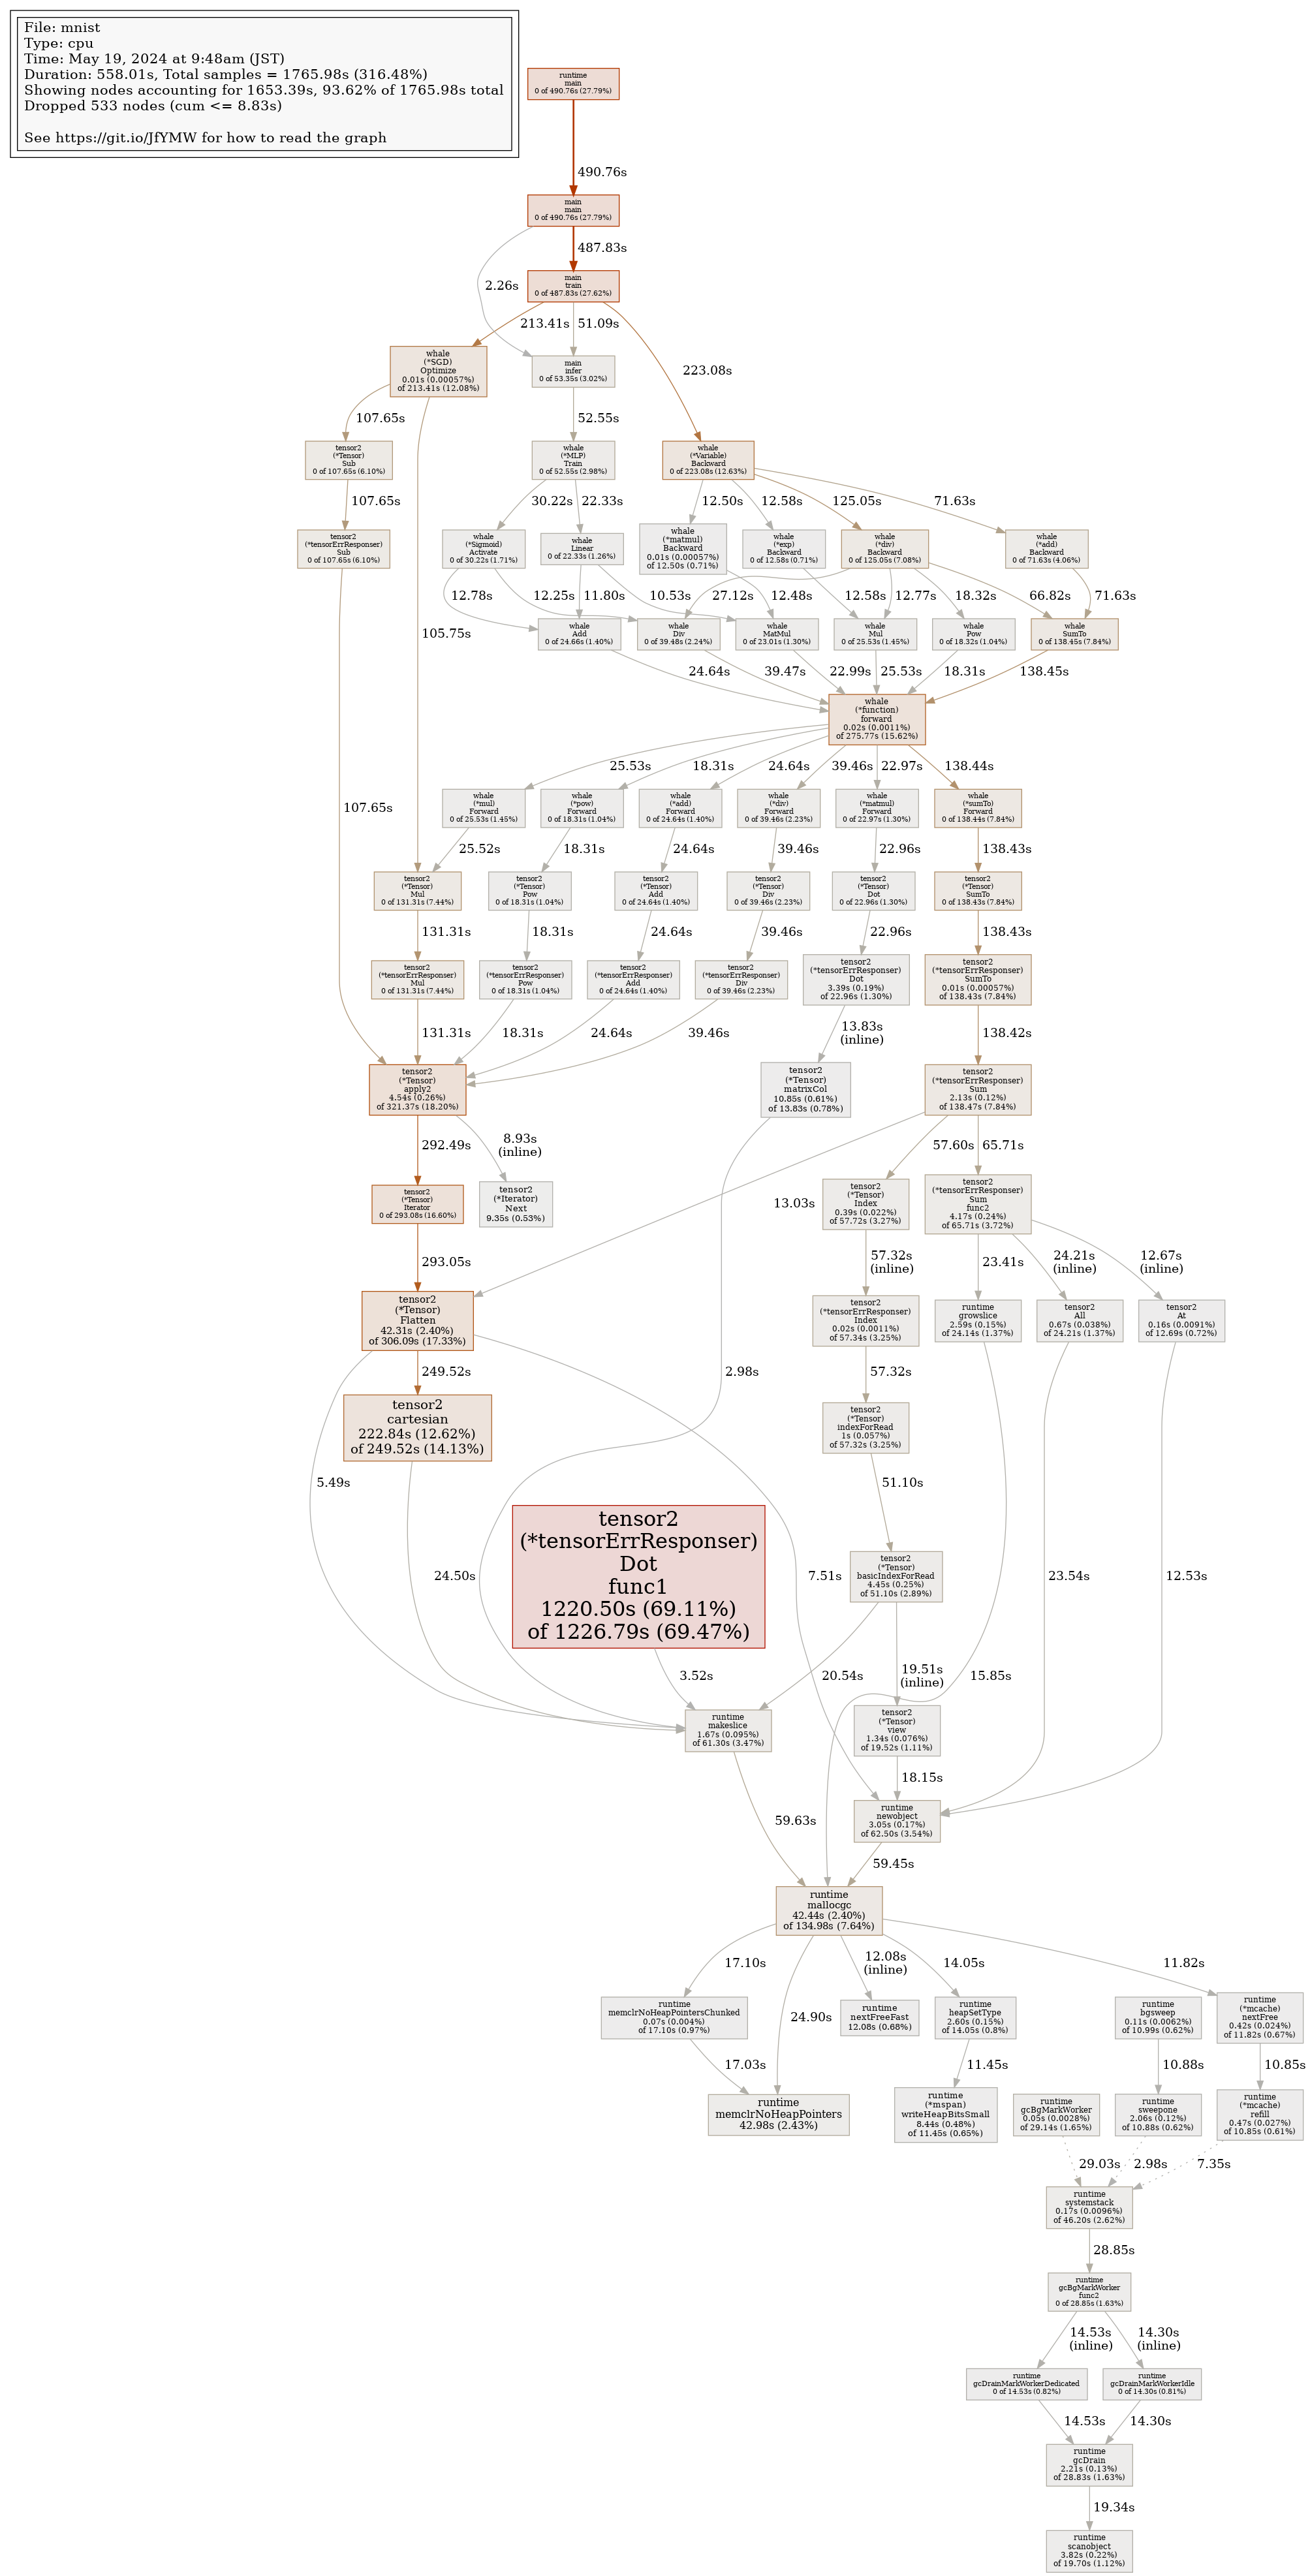 File: mnist
Type: cpu
Time: May 19, 2024 at 9:48am (JST)
Duration: 558.01s, Total samples = 1765.98s (316.48%)
Showing nodes accounting for 1653.39s, 93.62% of 1765.98s total
Dropped 533 nodes (cum <= 8.83s)
See https://git.io/JfYMW for how to read the graph
runtime
main
0 of 490.76s (27.79%)
490.76s
main
main
0 of 490.76s (27.79%)
487.83s
2.26s
main
train
0 of 487.83s (27.62%)
213.41s
51.09s
223.08s
whale
(*SGD)
Optimize
0.01s (0.00057%)
of 213.41s (12.08%)
main
infer
0 of 53.35s (3.02%)
107.65s
52.55s
tensor2
(*Tensor)
Sub
0 of 107.65s (6.10%)
whale
(*MLP)
Train
0 of 52.55s (2.98%)
whale
(*Variable)
Backward
0 of 223.08s (12.63%)
107.65s
30.22s
22.33s
12.50s
12.58s
125.05s
71.63s
tensor2
(*tensorErrResponser)
Sub
0 of 107.65s (6.10%)
whale
(*Sigmoid)
Activate
0 of 30.22s (1.71%)
whale
Linear
0 of 22.33s (1.26%)
whale
(*matmul)
Backward
0.01s (0.00057%)
of 12.50s (0.71%)
whale
(*exp)
Backward
0 of 12.58s (0.71%)
whale
(*div)
Backward
0 of 125.05s (7.08%)
whale
(*add)
Backward
0 of 71.63s (4.06%)
12.78s
12.25s
11.80s
10.53s
27.12s
12.48s
12.58s
12.77s
18.32s
66.82s
71.63s
105.75s
whale
Add
0 of 24.66s (1.40%)
whale
Div
0 of 39.48s (2.24%)
whale
MatMul
0 of 23.01s (1.30%)
whale
Mul
0 of 25.53s (1.45%)
whale
Pow
0 of 18.32s (1.04%)
whale
SumTo
0 of 138.45s (7.84%)
24.64s
39.47s
22.99s
25.53s
18.31s
138.45s
whale
(*function)
forward
0.02s (0.0011%)
of 275.77s (15.62%)
25.53s
18.31s
24.64s
39.46s
22.97s
138.44s
107.65s
whale
(*mul)
Forward
0 of 25.53s (1.45%)
whale
(*pow)
Forward
0 of 18.31s (1.04%)
whale
(*add)
Forward
0 of 24.64s (1.40%)
whale
(*div)
Forward
0 of 39.46s (2.23%)
whale
(*matmul)
Forward
0 of 22.97s (1.30%)
whale
(*sumTo)
Forward
0 of 138.44s (7.84%)
25.52s
18.31s
24.64s
39.46s
22.96s
138.43s
tensor2
(*Tensor)
Mul
0 of 131.31s (7.44%)
tensor2
(*Tensor)
Pow
0 of 18.31s (1.04%)
tensor2
(*Tensor)
Add
0 of 24.64s (1.40%)
tensor2
(*Tensor)
Div
0 of 39.46s (2.23%)
tensor2
(*Tensor)
Dot
0 of 22.96s (1.30%)
tensor2
(*Tensor)
SumTo
0 of 138.43s (7.84%)
131.31s
18.31s
24.64s
39.46s
22.96s
138.43s
tensor2
(*tensorErrResponser)
Mul
0 of 131.31s (7.44%)
tensor2
(*tensorErrResponser)
Pow
0 of 18.31s (1.04%)
tensor2
(*tensorErrResponser)
Add
0 of 24.64s (1.40%)
tensor2
(*tensorErrResponser)
Div
0 of 39.46s (2.23%)
tensor2
(*tensorErrResponser)
Dot
3.39s (0.19%)
of 22.96s (1.30%)
tensor2
(*tensorErrResponser)
SumTo
0.01s (0.00057%)
of 138.43s (7.84%)
131.31s
18.31s
24.64s
39.46s
13.83s
(inline)
138.42s
tensor2
(*Tensor)
apply2
4.54s (0.26%)
of 321.37s (18.20%)
tensor2
(*Tensor)
matrixCol
10.85s (0.61%)
of 13.83s (0.78%)
tensor2
(*tensorErrResponser)
Sum
2.13s (0.12%)
of 138.47s (7.84%)
292.49s
8.93s
(inline)
57.60s
65.71s
13.03s
tensor2
(*Tensor)
Iterator
0 of 293.08s (16.60%)
tensor2
(*Iterator)
Next
9.35s (0.53%)
tensor2
(*Tensor)
Index
0.39s (0.022%)
of 57.72s (3.27%)
tensor2
(*tensorErrResponser)
Sum
func2
4.17s (0.24%)
of 65.71s (3.72%)
293.05s
57.32s
(inline)
23.41s
24.21s
(inline)
12.67s
(inline)
tensor2
(*Tensor)
Flatten
42.31s (2.40%)
of 306.09s (17.33%)
tensor2
(*tensorErrResponser)
Index
0.02s (0.0011%)
of 57.34s (3.25%)
runtime
growslice
2.59s (0.15%)
of 24.14s (1.37%)
tensor2
All
0.67s (0.038%)
of 24.21s (1.37%)
tensor2
At
0.16s (0.0091%)
of 12.69s (0.72%)
249.52s
2.98s
57.32s
tensor2
cartesian
222.84s (12.62%)
of 249.52s (14.13%)
tensor2
(*Tensor)
indexForRead
1s (0.057%)
of 57.32s (3.25%)
5.49s
51.10s
tensor2
(*tensorErrResponser)
Dot
func1
1220.50s (69.11%)
of 1226.79s (69.47%)
tensor2
(*Tensor)
basicIndexForRead
4.45s (0.25%)
of 51.10s (2.89%)
24.50s
7.51s
23.54s
12.53s
3.52s
20.54s
19.51s
(inline)
15.85s
runtime
makeslice
1.67s (0.095%)
of 61.30s (3.47%)
tensor2
(*Tensor)
view
1.34s (0.076%)
of 19.52s (1.11%)
18.15s
59.63s
runtime
newobject
3.05s (0.17%)
of 62.50s (3.54%)
59.45s
runtime
mallocgc
42.44s (2.40%)
of 134.98s (7.64%)
17.10s
24.90s
12.08s
(inline)
14.05s
11.82s
runtime
memclrNoHeapPointersChunked
0.07s (0.004%)
of 17.10s (0.97%)
runtime
nextFreeFast
12.08s (0.68%)
runtime
heapSetType
2.60s (0.15%)
of 14.05s (0.8%)
runtime
bgsweep
0.11s (0.0062%)
of 10.99s (0.62%)
runtime
(*mcache)
nextFree
0.42s (0.024%)
of 11.82s (0.67%)
17.03s
11.45s
10.88s
10.85s
runtime
memclrNoHeapPointers
42.98s (2.43%)
runtime
(*mspan)
writeHeapBitsSmall
8.44s (0.48%)
of 11.45s (0.65%)
runtime
gcBgMarkWorker
0.05s (0.0028%)
of 29.14s (1.65%)
runtime
sweepone
2.06s (0.12%)
of 10.88s (0.62%)
runtime
(*mcache)
refill
0.47s (0.027%)
of 10.85s (0.61%)
29.03s
2.98s
7.35s
runtime
systemstack
0.17s (0.0096%)
of 46.20s (2.62%)
28.85s
runtime
gcBgMarkWorker
func2
0 of 28.85s (1.63%)
14.53s
(inline)
14.30s
(inline)
runtime
gcDrainMarkWorkerDedicated
0 of 14.53s (0.82%)
runtime
gcDrainMarkWorkerIdle
0 of 14.30s (0.81%)
14.53s
14.30s
runtime
gcDrain
2.21s (0.13%)
of 28.83s (1.63%)
19.34s
runtime
scanobject
3.82s (0.22%)
of 19.70s (1.12%)